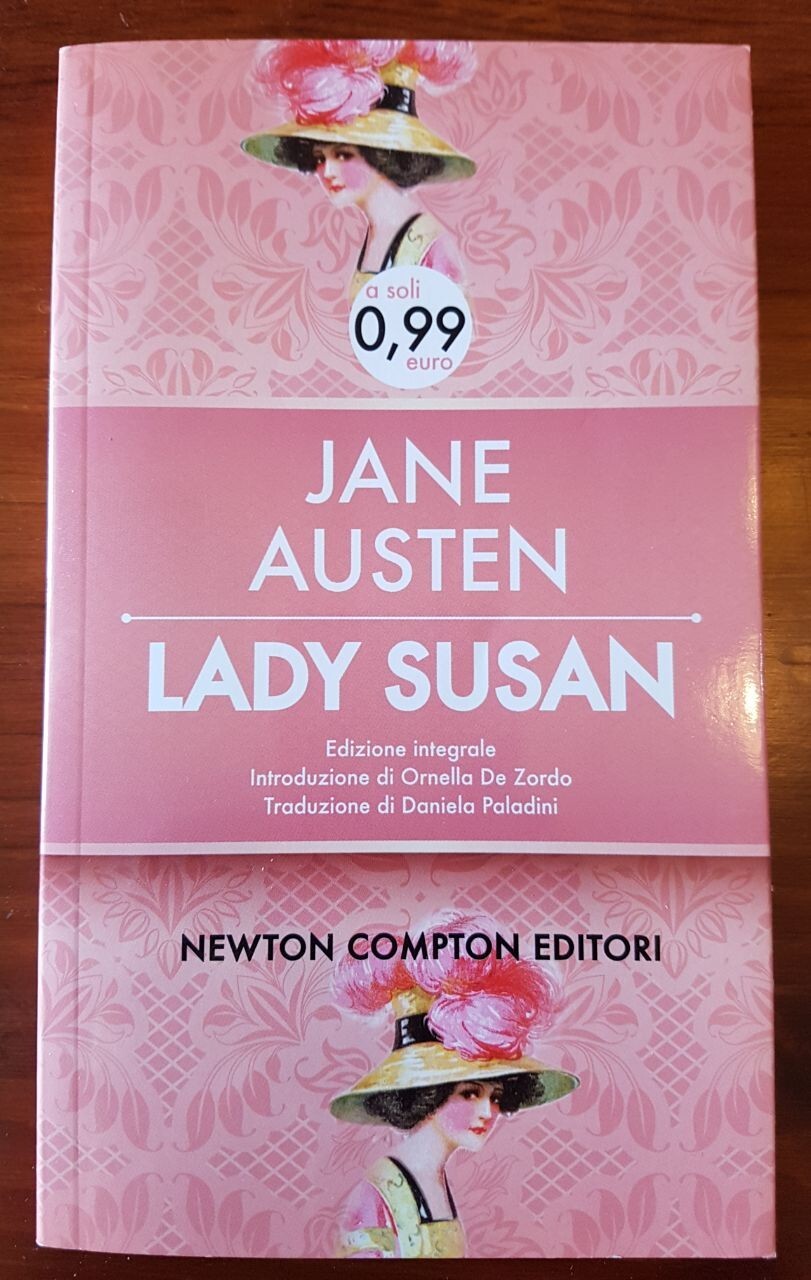 a soli
0,99
euro
JANE
AUSTEN
LADY SUSAN
Edizione integrale
Introduzione di Ornella De Zordo
Traduzione di Daniela Paladini
NEWTON COMPTON EDITORI